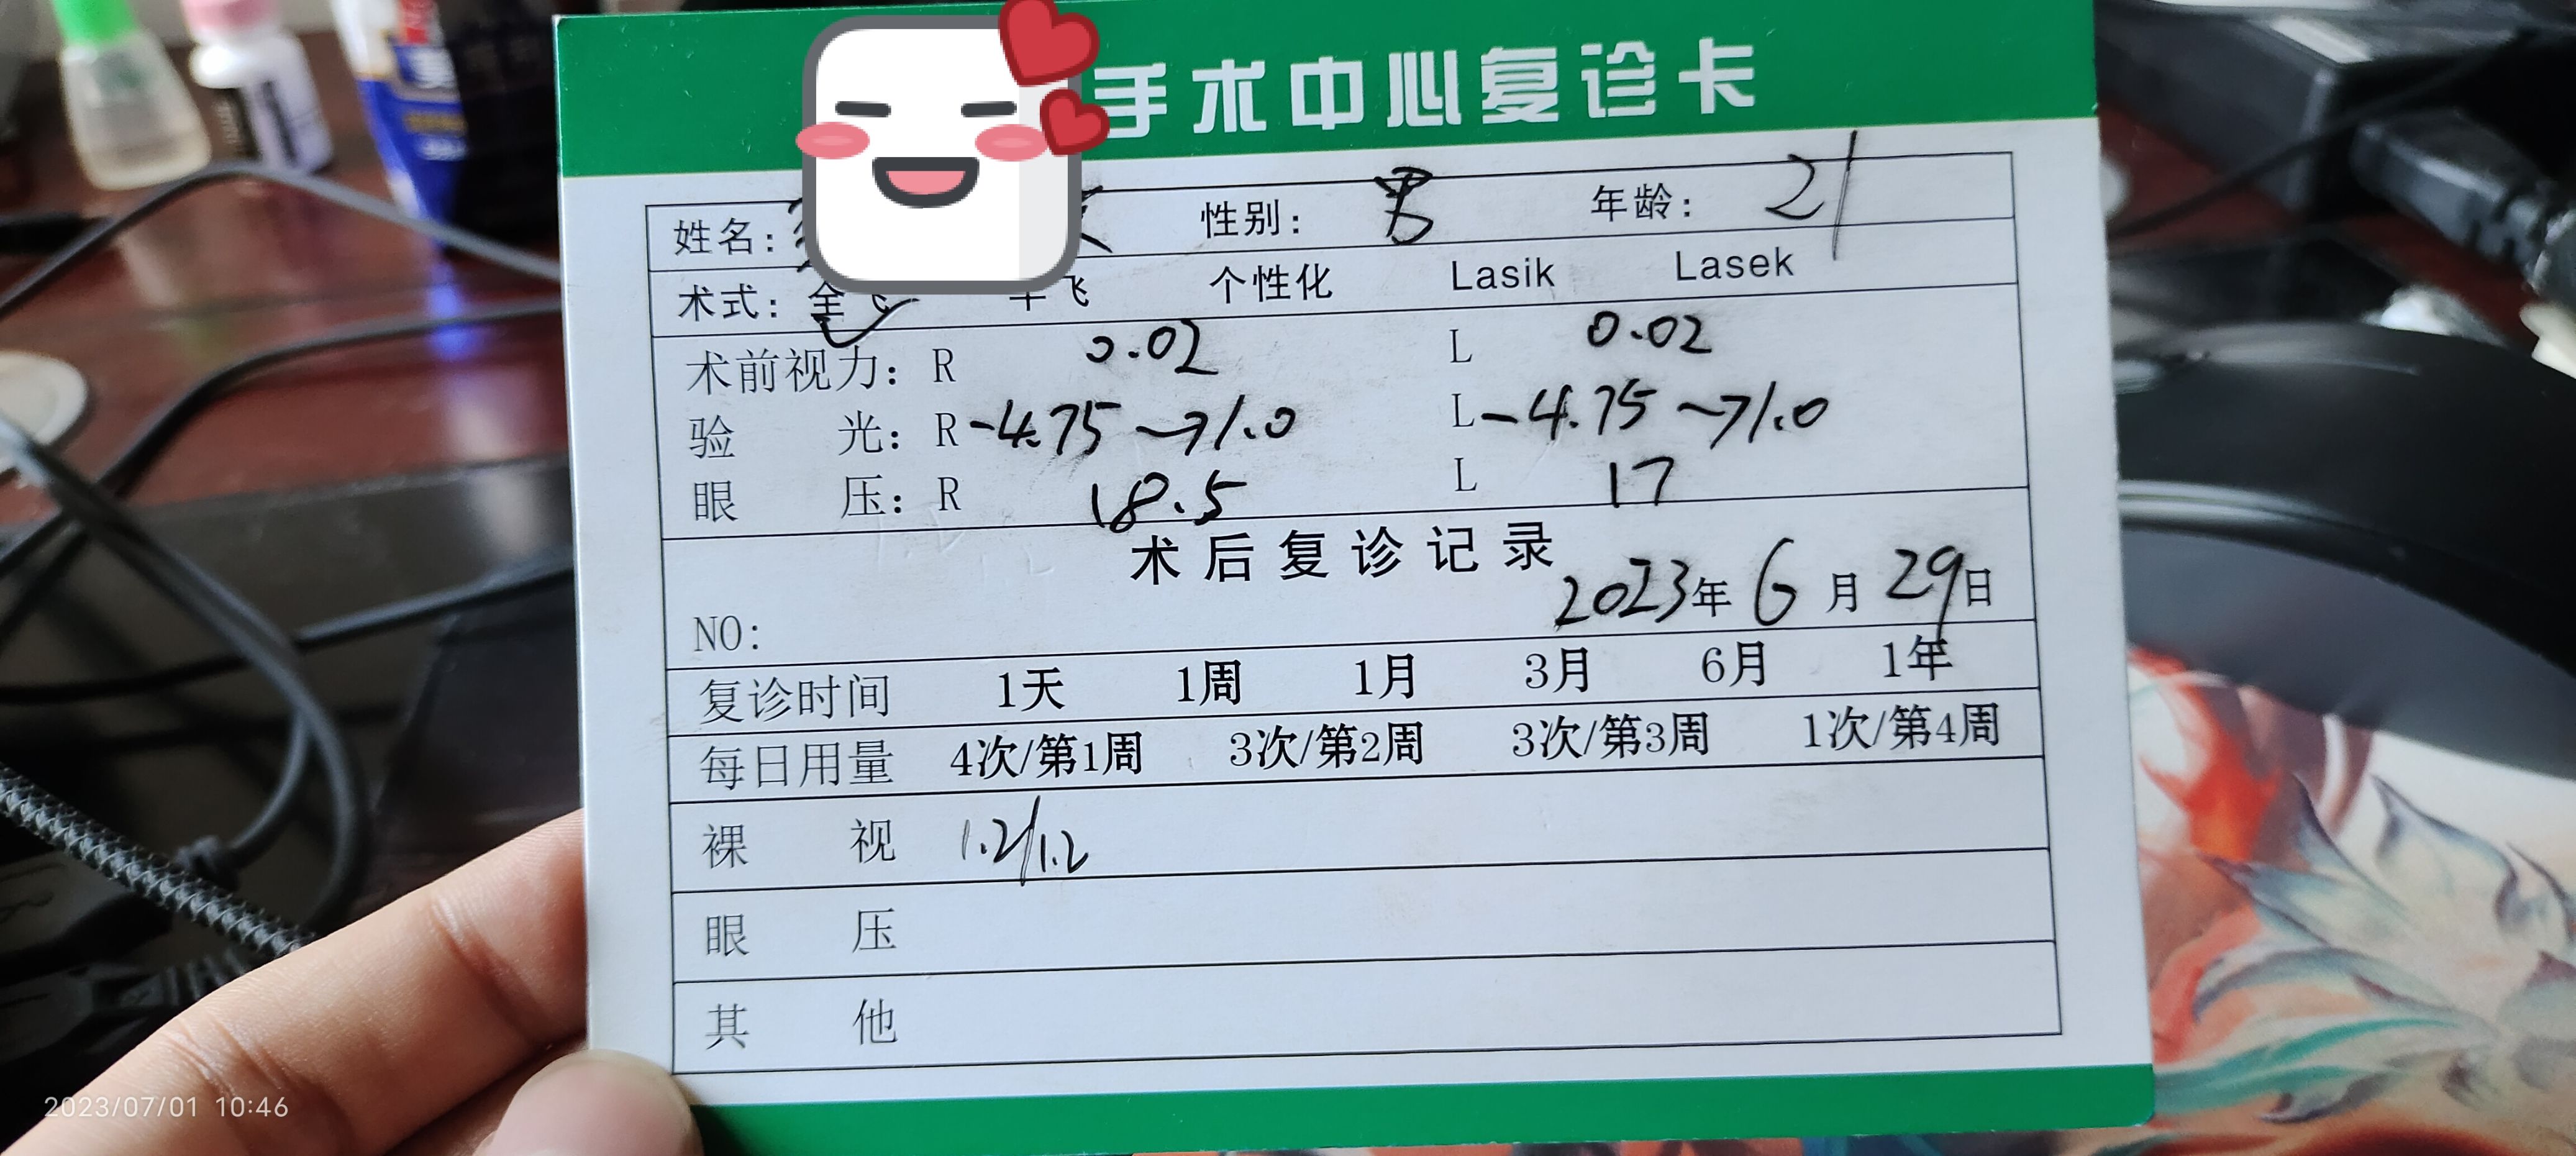 手术中心复诊卡
姓名: 性别: 男 年龄: 21
术式: 全飞 半飞 个性化 Lasik Lasek
术前视力: R 0.02 L 0.02
验光: R -4.75→1.0 L -4.75→1.0
眼压: R 18.5 L 17
术后复诊记录
NO: 2023年6月29日
复诊时间 1天 1周 1月 3月 6月 1年
每日用量 4次/第1周 3次/第2周 3次/第3周 1次/第4周
裸视 1.2/1.2
眼压
其他
2023/07/01 10:46